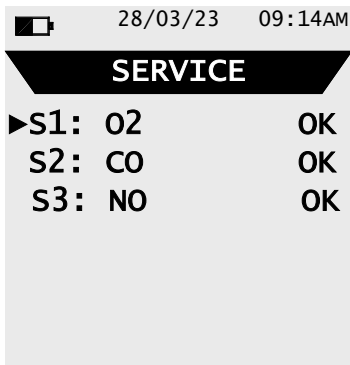 28/03/23 09:14AM
SERVICE
►S1: O2 OK
S2: CO OK
S3: NO OK